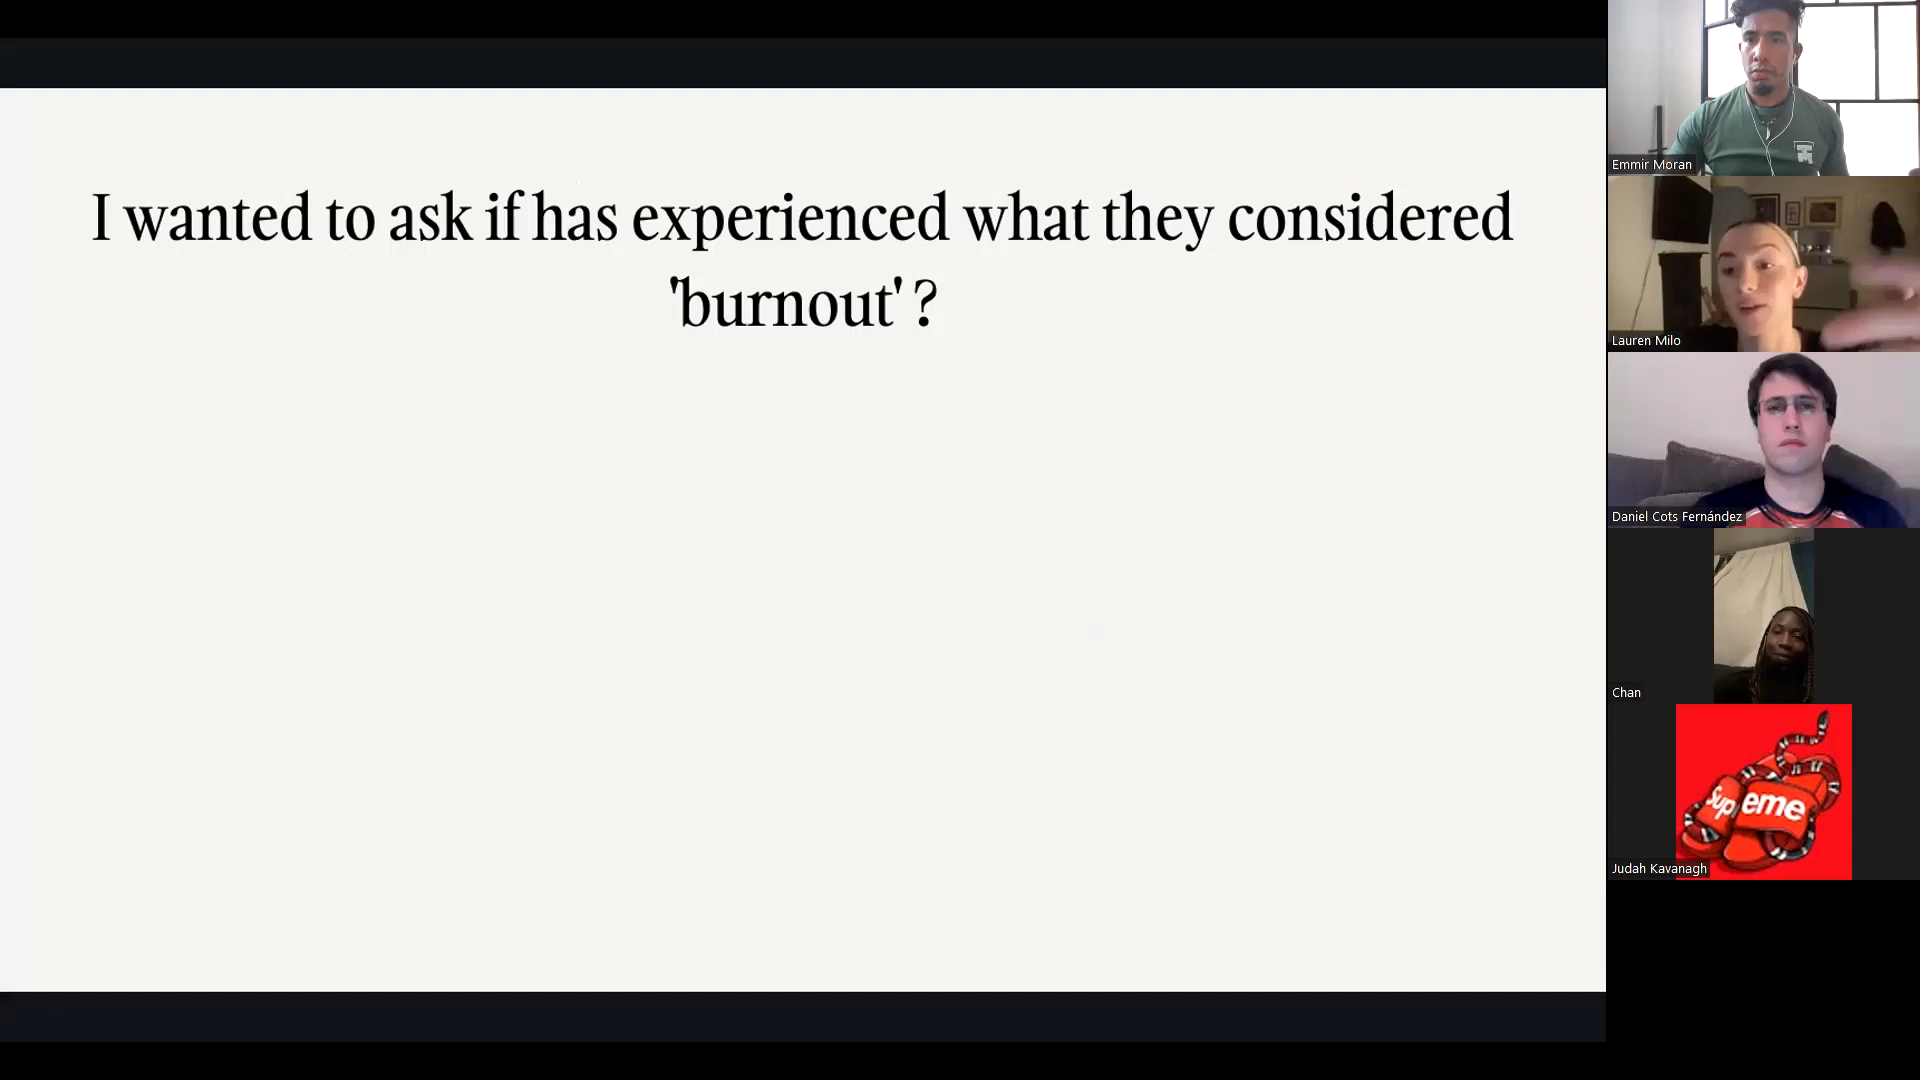 I wanted to ask if has experienced what they considered
'burnout' ?
Emmir Moran
Lauren Milo
Daniel Cots Fernández
Chan
Supreme
Judah Kavanagh